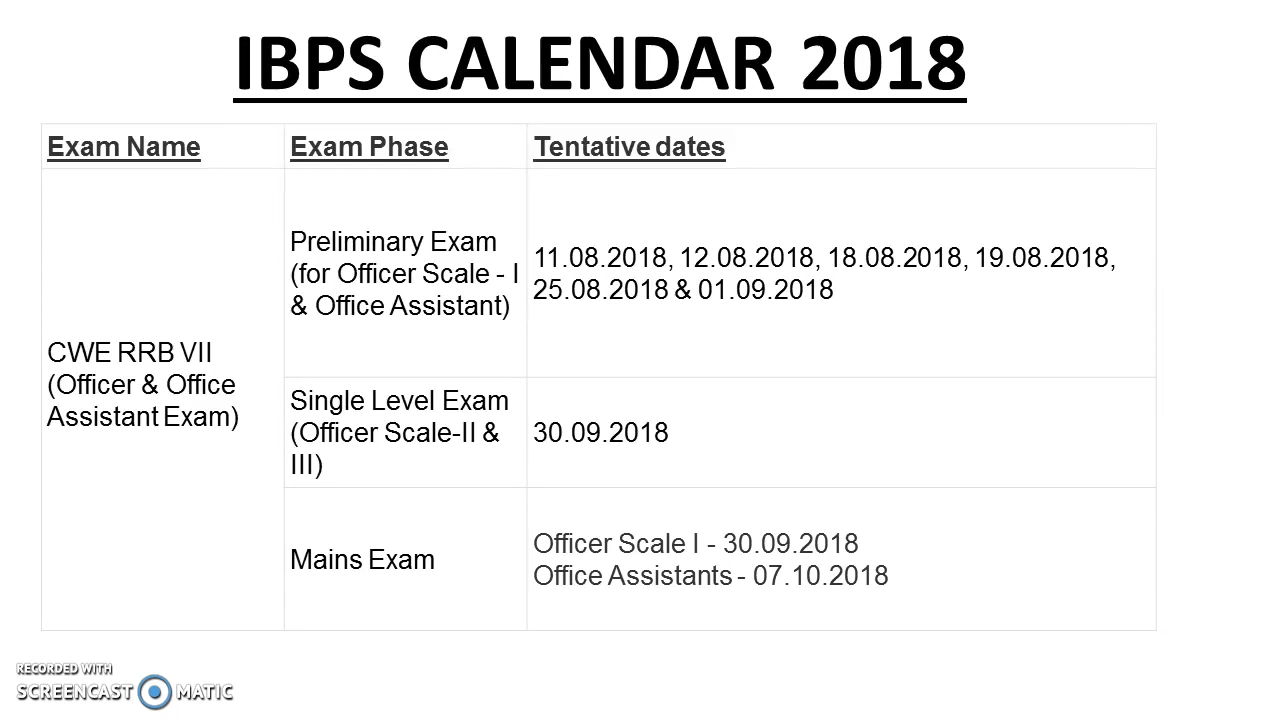 IBPS CALENDAR 2018
Exam Name
Exam Phase
Tentative dates
CWE RRB VII
(Officer & Office
Assistant Exam)
Preliminary Exam
(for Officer Scale - I
& Office Assistant)
11.08.2018, 12.08.2018, 18.08.2018, 19.08.2018,
25.08.2018 & 01.09.2018
Single Level Exam
(Officer Scale-II &
III)
30.09.2018
Mains Exam
Officer Scale I - 30.09.2018
Office Assistants - 07.10.2018
RECORDED WITH
SCREENCAST MATIC